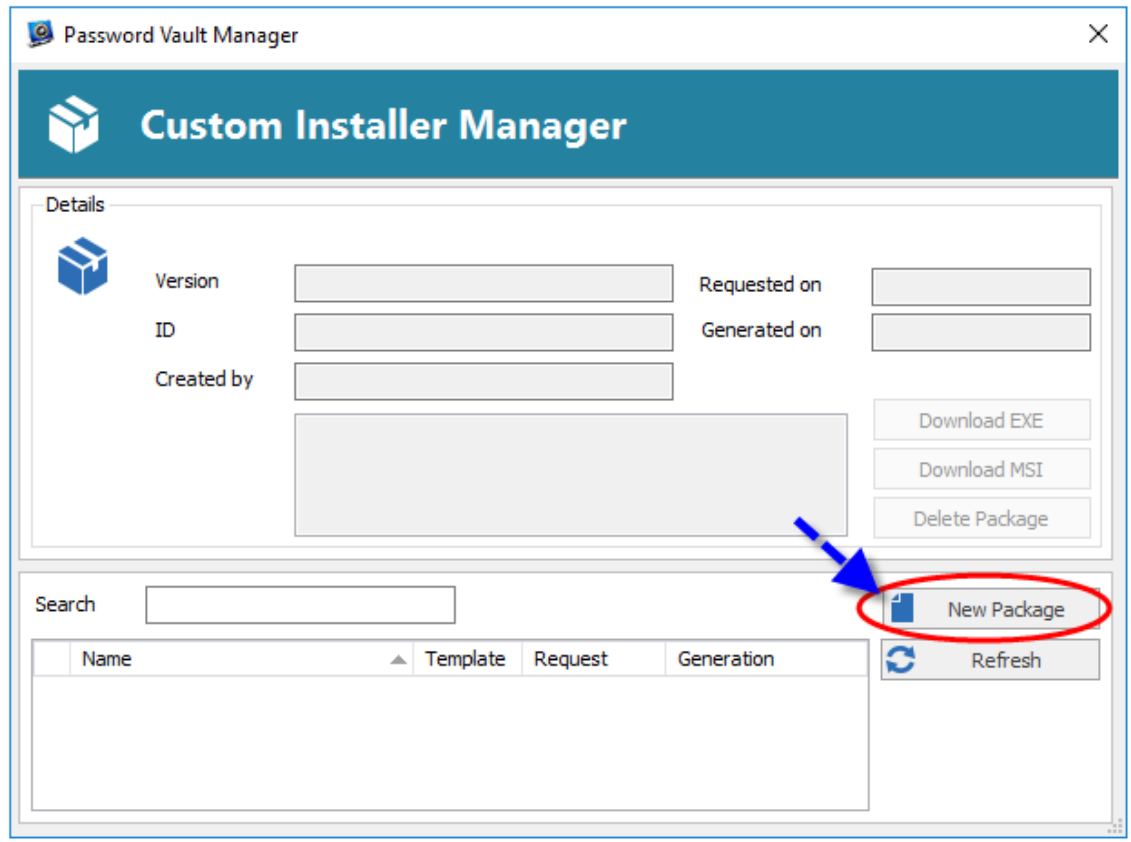 Password Vault Manager
Custom Installer Manager
Details
Version
Requested on
ID
Generated on
Created by
Download EXE
Download MSI
Delete Package
Search
New Package
Name Template Request Generation
Refresh